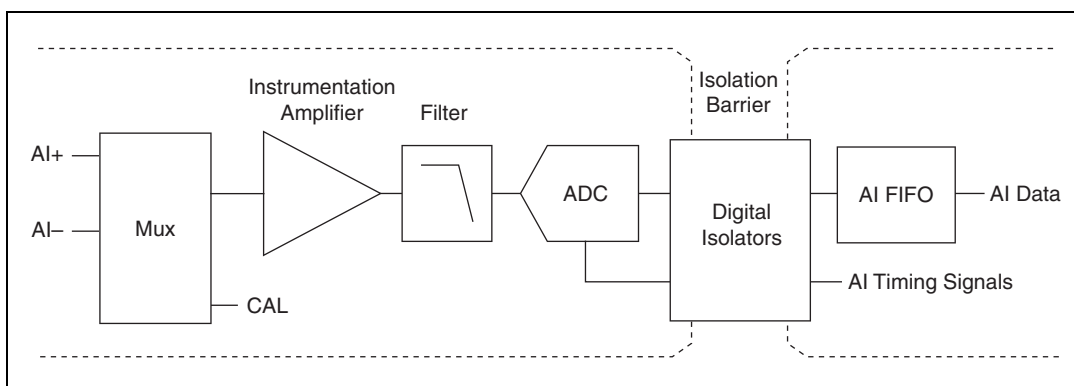 Isolation
Barrier
Instrumentation
Amplifier
Filter
AI+
AI–
Mux
CAL
ADC
Digital
Isolators
AI FIFO
AI Data
AI Timing Signals